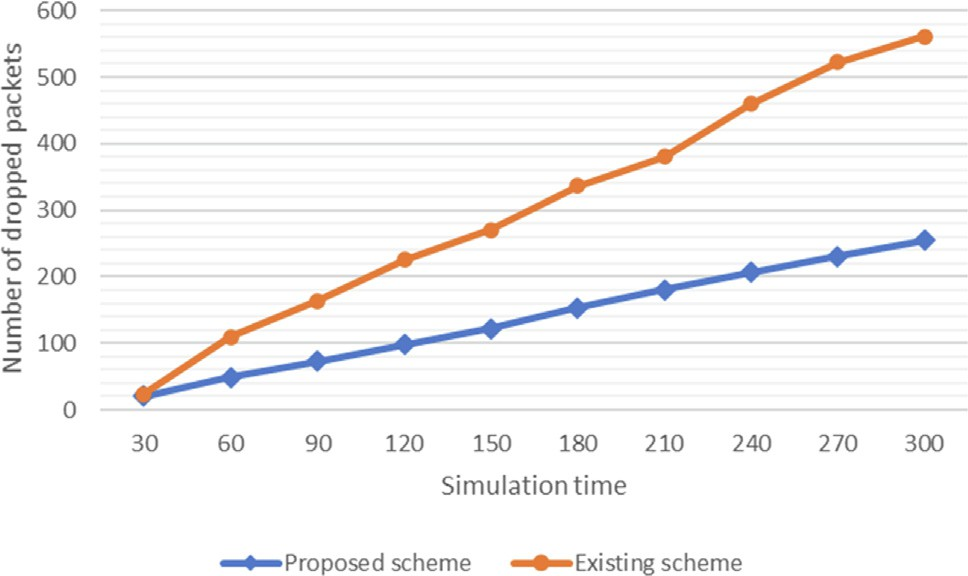 600
500
400
300
200
100
0
Number of dropped packets
30 60 90 120 150 180 210 240 270 300
Simulation time
Proposed scheme Existing scheme